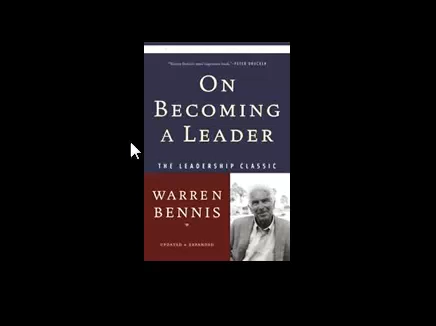 "Warren Bennis's most important book." —PETER DRUCKER
ON
BECOMING
A LEADER
THE LEADERSHIP CLASSIC
WARREN
BENNIS
UPDATED + EXPANDED